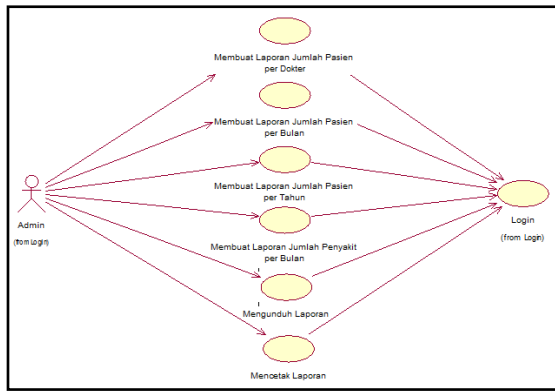 Membuat Laporan Jumlah Pasien
per Dokter
Membuat Laporan Jumlah Pasien
per Bulan
Membuat Laporan Jumlah Pasien
per Tahun
Admin
(from Login)
Login
(from Login)
Membuat Laporan Jumlah Penyakit
per Bulan
Mengunduh Laporan
Mencetak Laporan